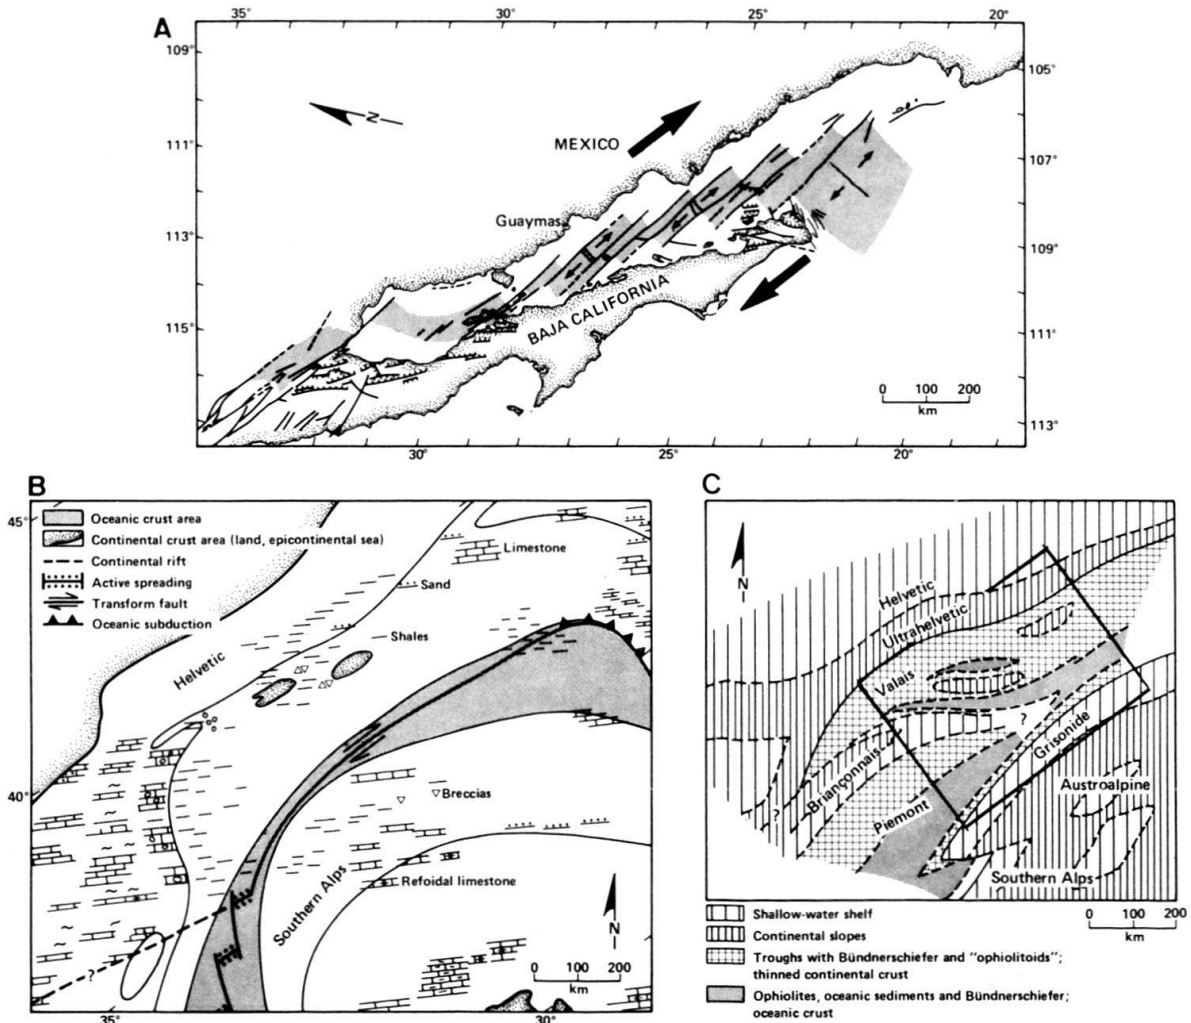 A
35°
30°
25°
20°
109°
105°
N
MEXICO
111°
107°
Guaymas
113°
109°
BAJA CALIFORNIA
115°
111°
0 100 200
km
113°
30°
25°
20°
B
45°
Oceanic crust area
Continental crust area (land, epicontinental sea)
Continental rift
Active spreading
Transform fault
Oceanic subduction
Limestone
Sand
Shales
Helvetic
40°
Breccias
Southern Alps
Refoidal limestone
N
?
0 100 200
km
35°
30°
C
N
Helvetic
Ultrahelvetic
Valais
?
Grisonide
Briançonnais
Austroalpine
?
Piemont
Southern Alps
Shallow-water shelf
0 100 200
km
Continental slopes
Troughs with Bündnerschiefer and "ophiolitoids";
thinned continental crust
Ophiolites, oceanic sediments and Bündnerschiefer;
oceanic crust